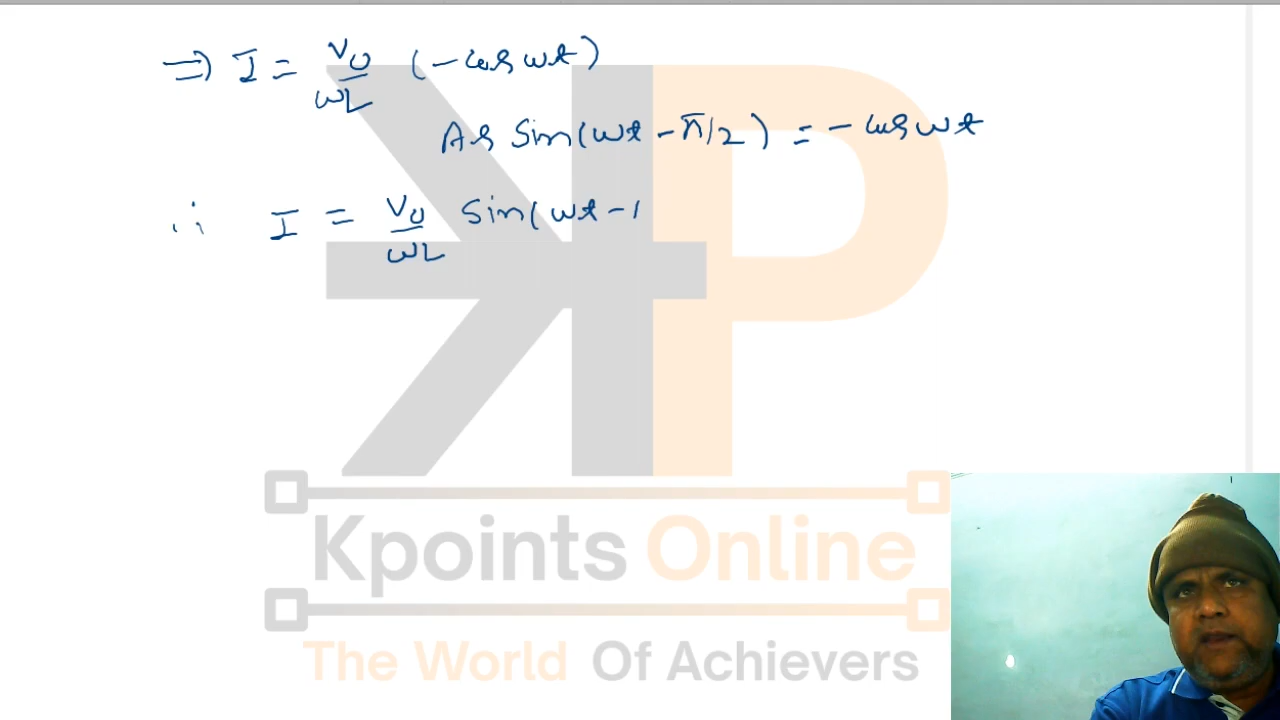 ⇒ I = V₀/ωL (- cos ωt)
As Sin(ωt - π/2) = - cos ωt
∴ I = V₀/ωL Sin(ωt - 
KP
Kpoints Online
The World Of Achievers